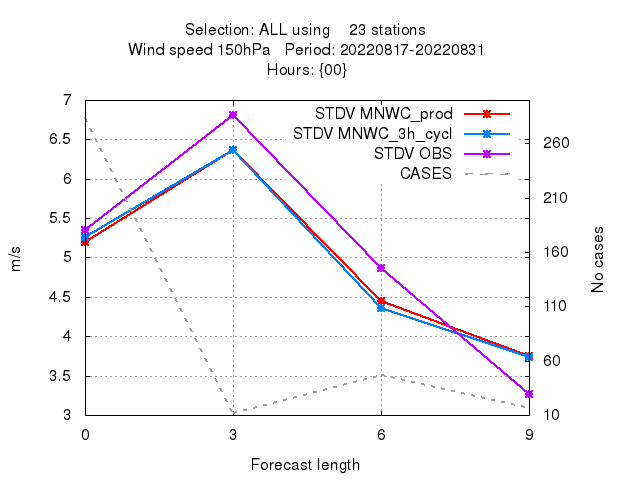 Selection: ALL using    23 stations
Wind speed 150hPa   Period: 20220817-20220831
Hours: {00}
STDV MNWC_prod
STDV MNWC_3h_cycl
STDV OBS
CASES
7
6.5
6
5.5
5
4.5
4
3.5
3
m/s
260
210
160
110
60
10
No cases
0 3 6 9
Forecast length